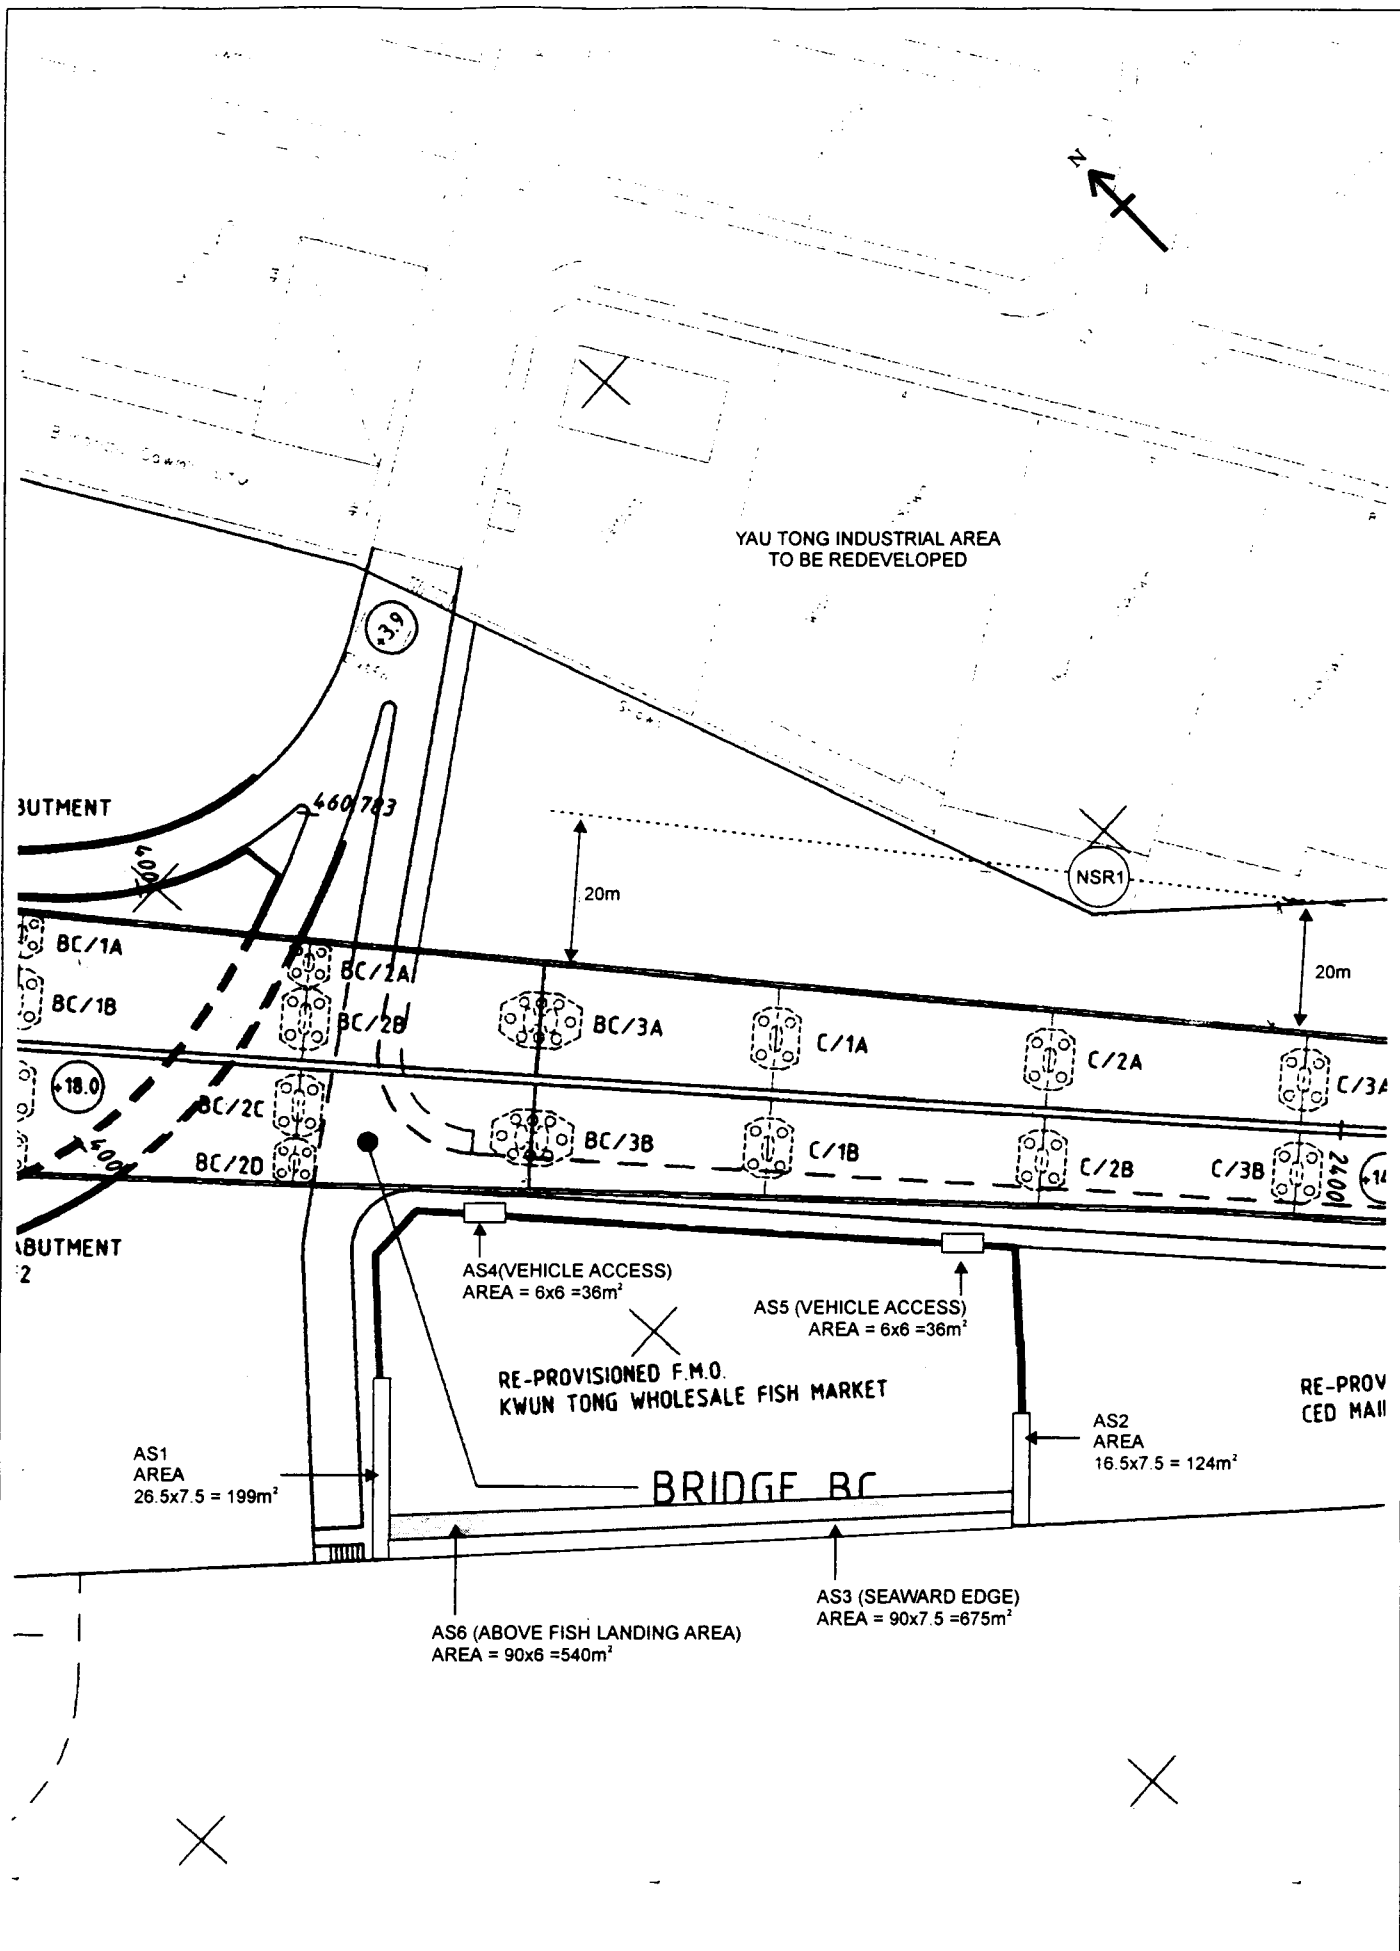 N
YAU TONG INDUSTRIAL AREA
TO BE REDEVELOPED
+3.9
BUTMENT
460.783
400
NSR1
20m
20m
BC/1A
BC/2A
BC/1B
BC/2B
BC/3A
C/1A
C/2A
C/3A
+18.0
BC/2C
BC/3B
C/1B
C/2B
C/3B
2400
+14
400
BC/2D
ABUTMENT
2
AS4(VEHICLE ACCESS)
AREA = 6x6 =36m²
AS5 (VEHICLE ACCESS)
AREA = 6x6 =36m²
RE-PROVISIONED F.M.O.
KWUN TONG WHOLESALE FISH MARKET
RE-PROV
CED MAI
AS1
AREA
26.5x7.5 = 199m²
AS2
AREA
16.5x7.5 = 124m²
BRIDGE BC
AS3 (SEAWARD EDGE)
AREA = 90x7.5 =675m²
AS6 (ABOVE FISH LANDING AREA)
AREA = 90x6 =540m²